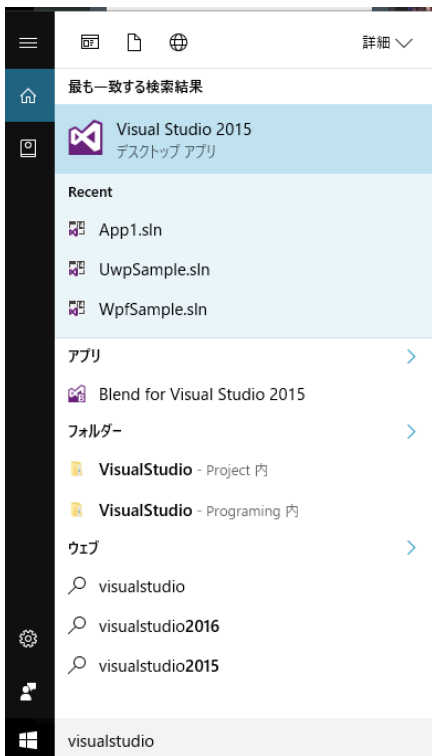 詳細
最も一致する検索結果
Visual Studio 2015
デスクトップ アプリ
Recent
App1.sln
UwpSample.sln
WpfSample.sln
アプリ
Blend for Visual Studio 2015
フォルダー
VisualStudio - Project 内
VisualStudio - Programing 内
ウェブ
visualstudio
visualstudio2016
visualstudio2015
visualstudio